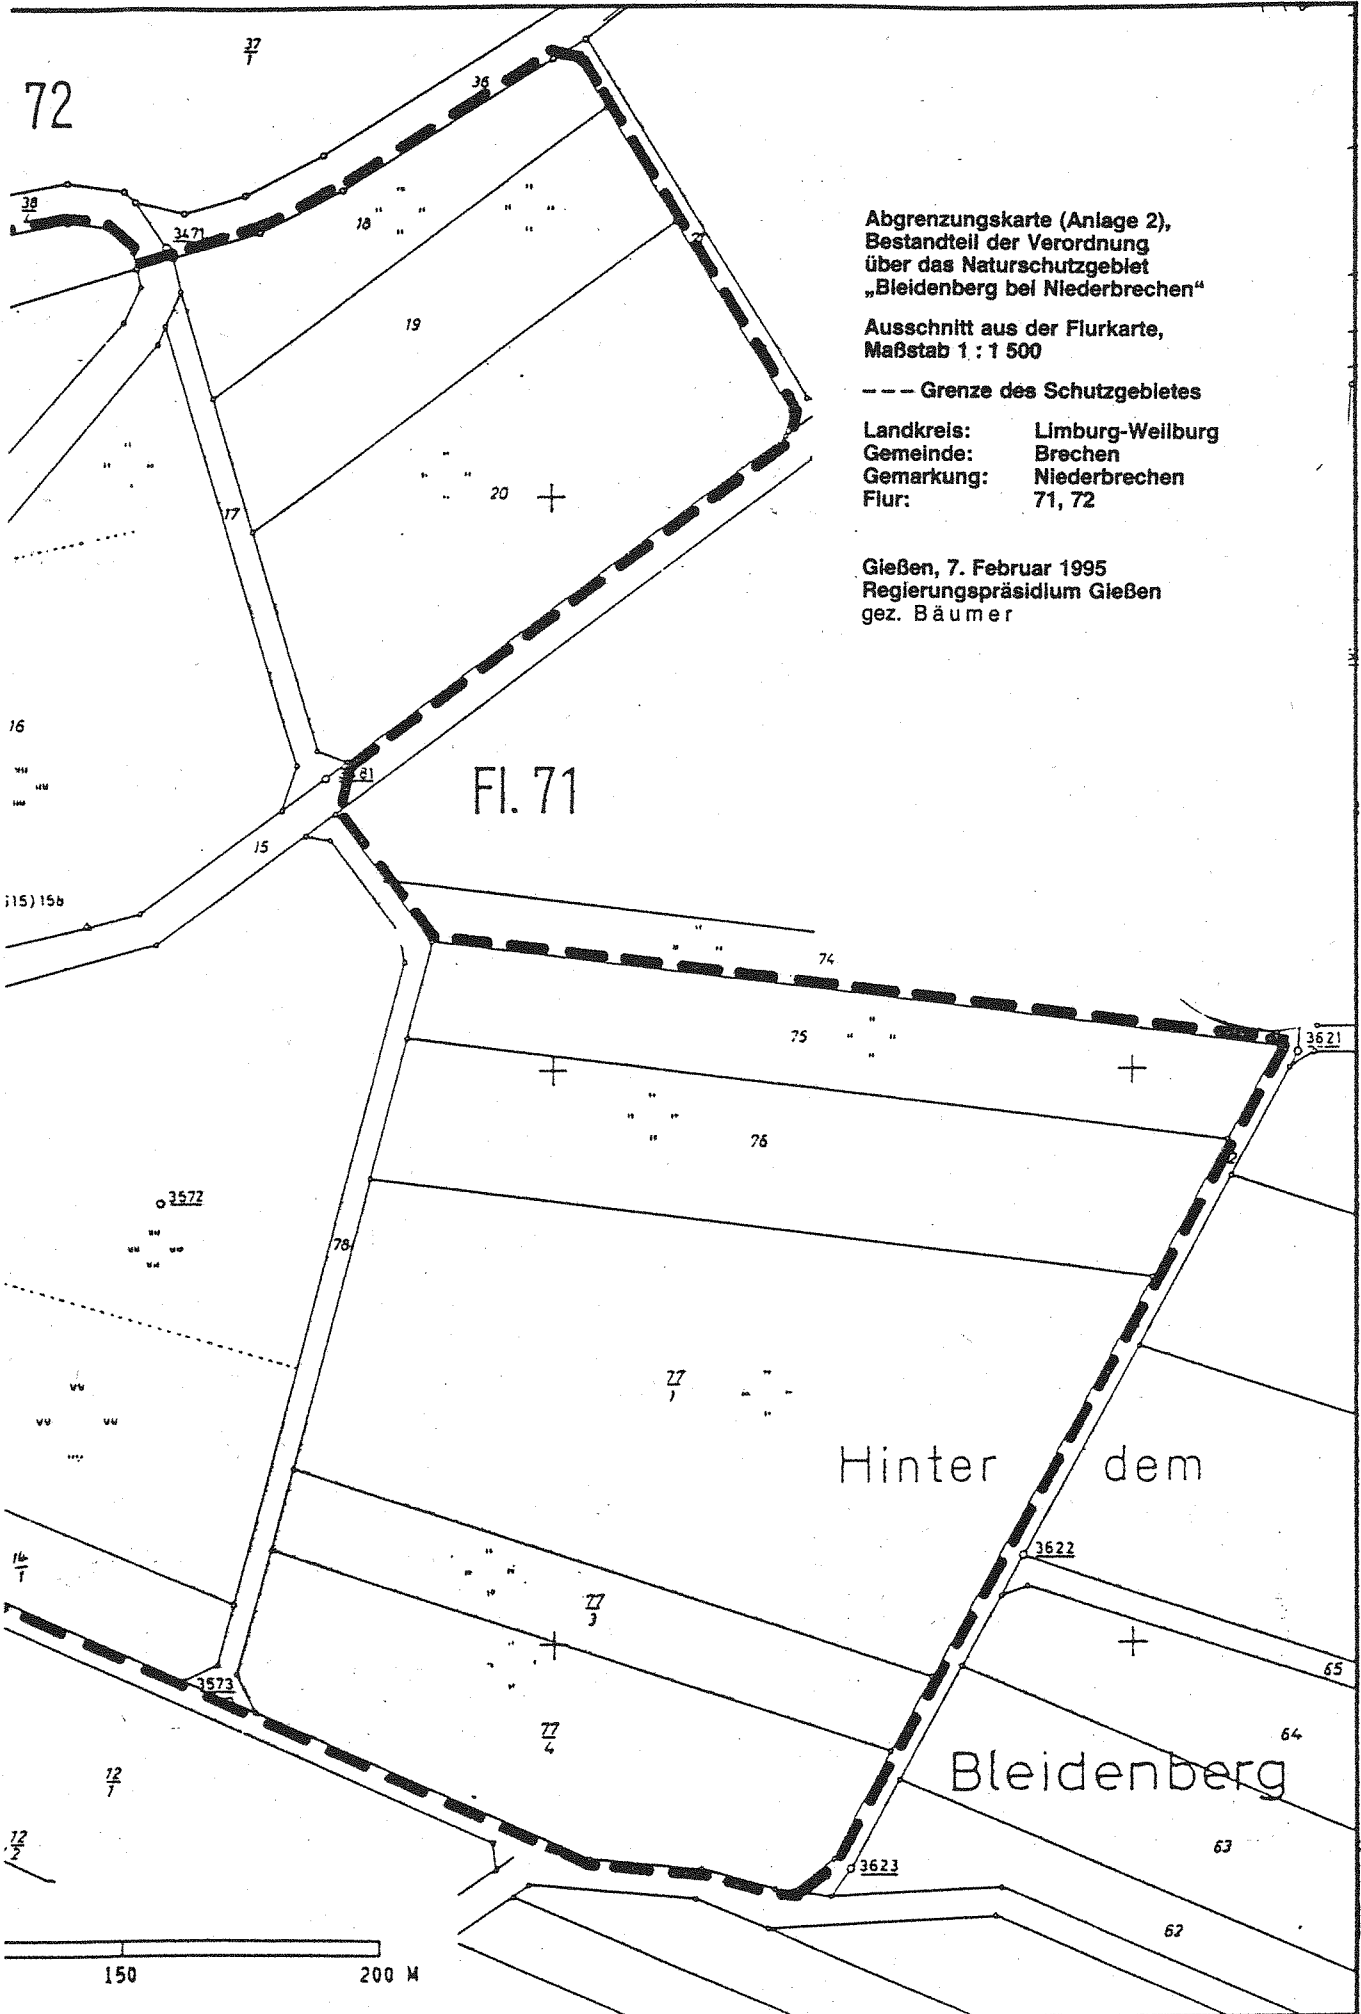 37
1
72
36
38
3471
18
Abgrenzungskarte (Anlage 2),
Bestandteil der Verordnung
über das Naturschutzgebiet
„Bleidenberg bei Niederbrechen“
19
Ausschnitt aus der Flurkarte,
Maßstab 1 : 1 500
--- Grenze des Schutzgebietes
Landkreis: Limburg-Weilburg
Gemeinde: Brechen
Gemarkung: Niederbrechen
Flur: 71, 72
20
17
Gießen, 7. Februar 1995
Regierungspräsidium Gießen
gez. Bäumer
16
81
Fl. 71
15
15) 15b
74
75
3621
76
3572
78
77
1
Hinter dem
3622
14
1
77
3
65
3573
77
4
64
Bleidenberg
12
1
63
12
2
3623
62
150 200 M